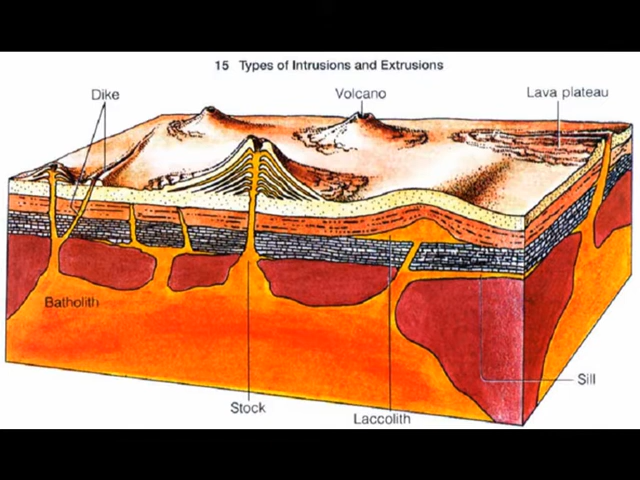 15 Types of Intrusions and Extrusions
Dike
Volcano
Lava plateau
Batholith
Sill
Stock
Laccolith